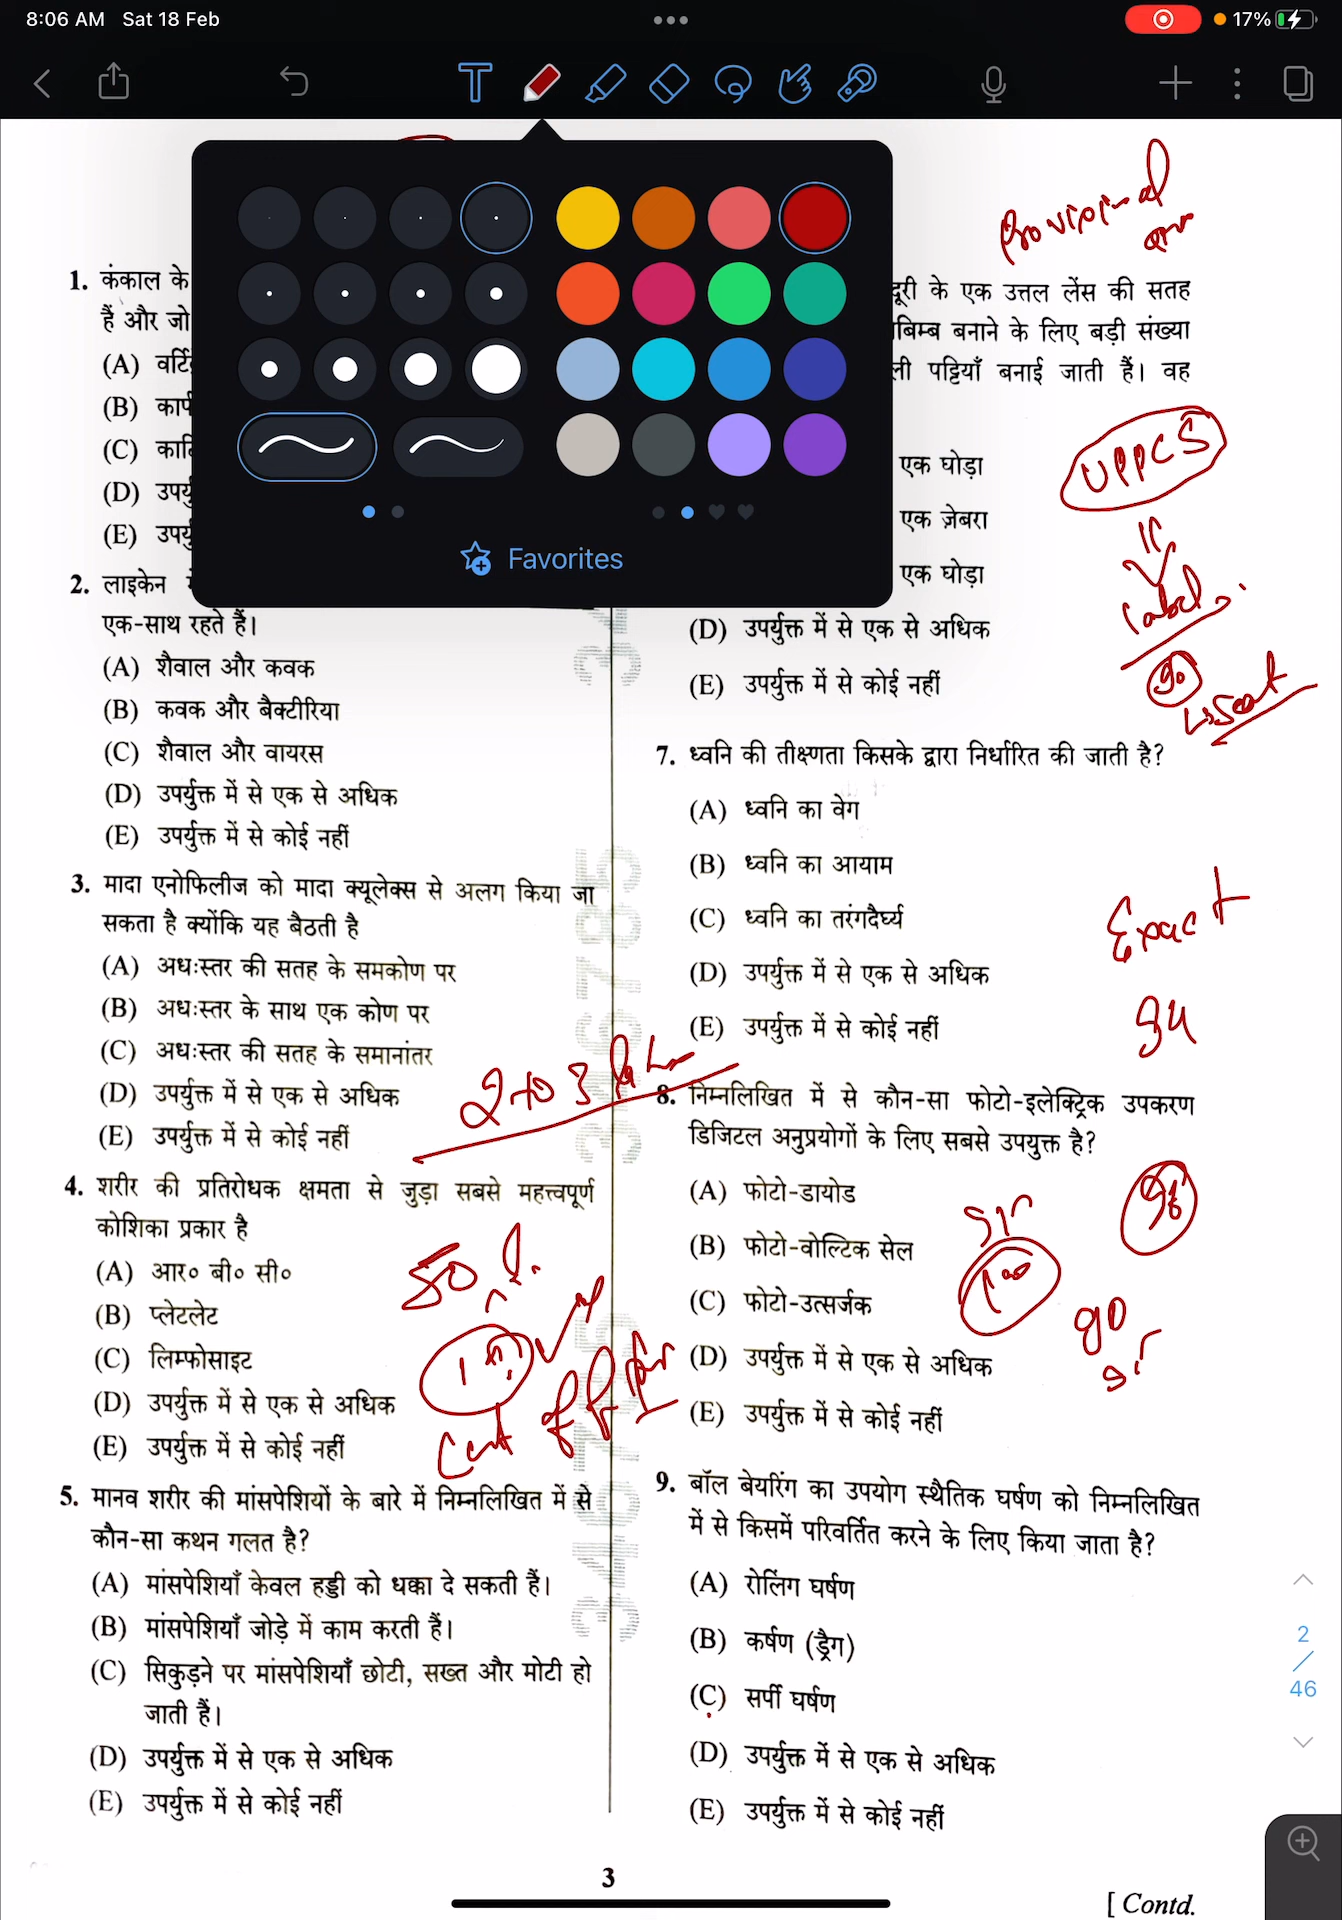 8:06 AM Sat 18 Feb
17%
T
Favorites
1. कंकाल के
हैं और जो
(A)
(B)
(C)
(D)
(E)
2. लाइकेन
एक-साथ रहते हैं।
(A) शैवाल और कवक
(B) कवक और बैक्टीरिया
(C) शैवाल और वायरस
(D) उपर्युक्त में से एक से अधिक
(E) उपर्युक्त में से कोई नहीं
3. मादा एनोफिलीज को मादा क्यूलेक्स से अलग किया जा
सकता है क्योंकि यह बैठती है
(A) अधःस्तर की सतह के समकोण पर
(B) अधःस्तर के साथ एक कोण पर
(C) अधःस्तर की सतह के समानांतर
(D) उपर्युक्त में से एक से अधिक
(E) उपर्युक्त में से कोई नहीं
2 to 3
4. शरीर की प्रतिरोधक क्षमता से जुड़ा सबसे महत्त्वपूर्ण
कोशिका प्रकार है
(A) आर० बी० सी०
(B) प्लेटलेट
(C) लिम्फोसाइट
(D) उपर्युक्त में से एक से अधिक
(E) उपर्युक्त में से कोई नहीं
50
cut off
5. मानव शरीर की मांसपेशियों के बारे में निम्नलिखित में से
कौन-सा कथन गलत है?
(A) मांसपेशियाँ केवल हड्डी को धक्का दे सकती हैं।
(B) मांसपेशियाँ जोड़े में काम करती हैं।
(C) सिकुड़ने पर मांसपेशियाँ छोटी, सख्त और मोटी हो
जाती हैं।
(D) उपर्युक्त में से एक से अधिक
(E) उपर्युक्त में से कोई नहीं
दूरी के एक उत्तल लेंस की सतह
बनाने के लिए बड़ी संख्या
पट्टियाँ बनाई जाती हैं। वह
एक घोड़ा
एक ज़ेबरा
एक घोड़ा
(D) उपर्युक्त में से एक से अधिक
(E) उपर्युक्त में से कोई नहीं
UPPCS
90
7. ध्वनि की तीक्ष्णता किसके द्वारा निर्धारित की जाती है?
(A) ध्वनि का वेग
(B) ध्वनि का आयाम
(C) ध्वनि का तरंगदैर्घ्य
(D) उपर्युक्त में से एक से अधिक
(E) उपर्युक्त में से कोई नहीं
Exact
8. निम्नलिखित में से कौन-सा फोटो-इलेक्ट्रिक उपकरण
डिजिटल अनुप्रयोगों के लिए सबसे उपयुक्त है?
(A) फोटो-डायोड
(B) फोटो-वोल्टिक सेल
(C) फोटो-उत्सर्जक
(D) उपर्युक्त में से एक से अधिक
(E) उपर्युक्त में से कोई नहीं
sir
100
90
sir
9. बॉल बेयरिंग का उपयोग स्थैतिक घर्षण को निम्नलिखित
में से किसमें परिवर्तित करने के लिए किया जाता है?
(A) रोलिंग घर्षण
(B) कर्षण (ड्रैग)
(C) सर्पी घर्षण
(D) उपर्युक्त में से एक से अधिक
(E) उपर्युक्त में से कोई नहीं
2
/
46
3
[ Contd.